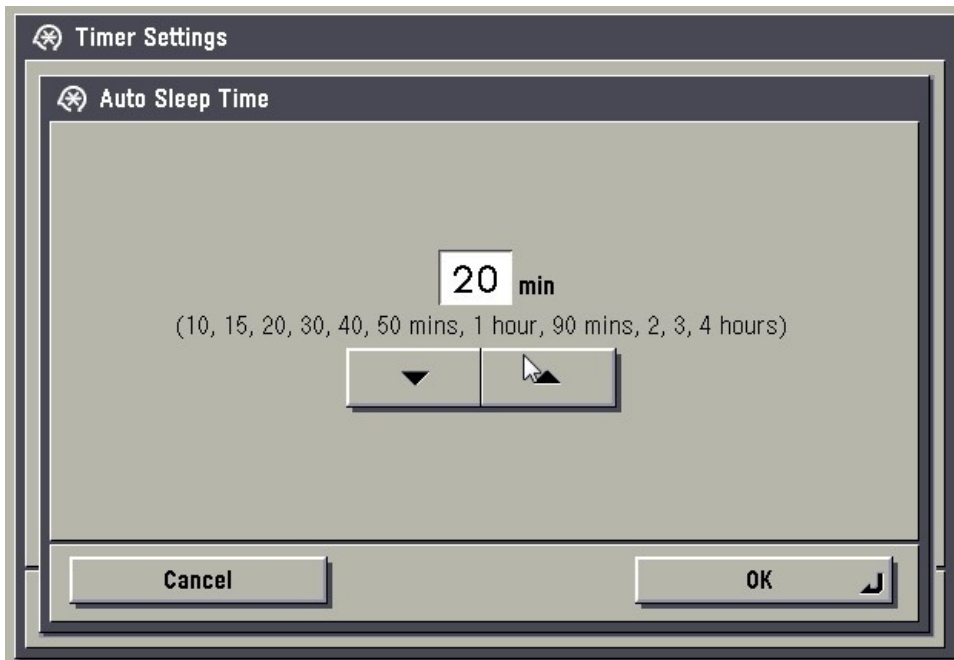 Timer Settings
Auto Sleep Time
20 min
(10, 15, 20, 30, 40, 50 mins, 1 hour, 90 mins, 2, 3, 4 hours)
Cancel
OK